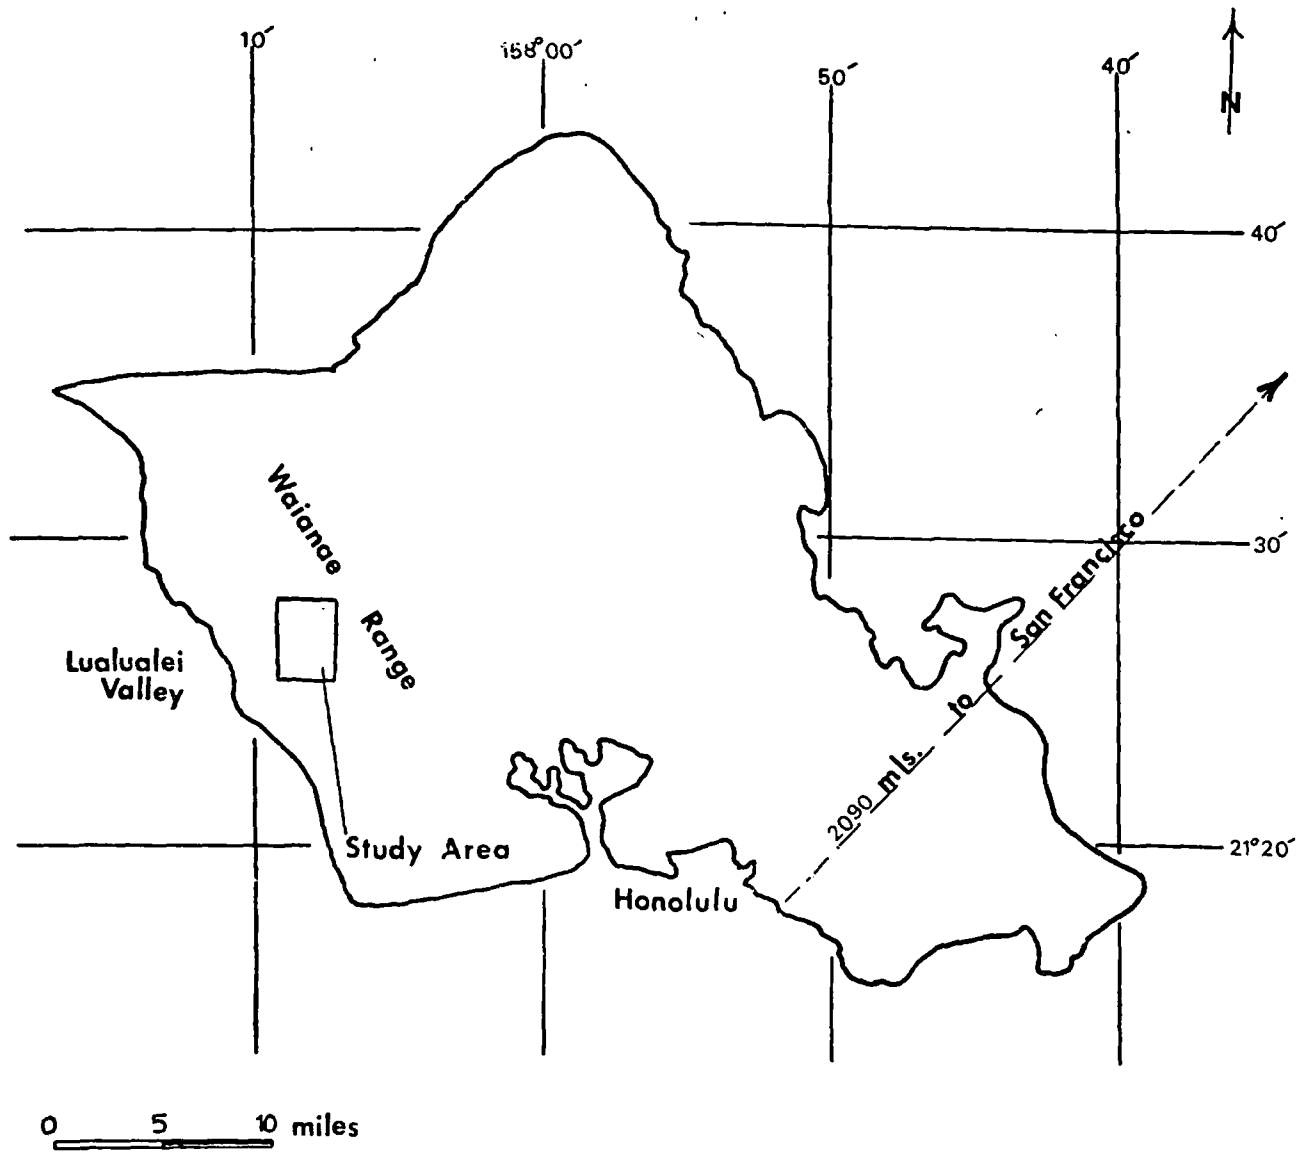 10′
158°00′
50′
40′
N
40′
Waianae
Range
30′
2090 mls. to San Francisco
Lualualei
Valley
Study Area
21°20′
Honolulu
0 5 10 miles